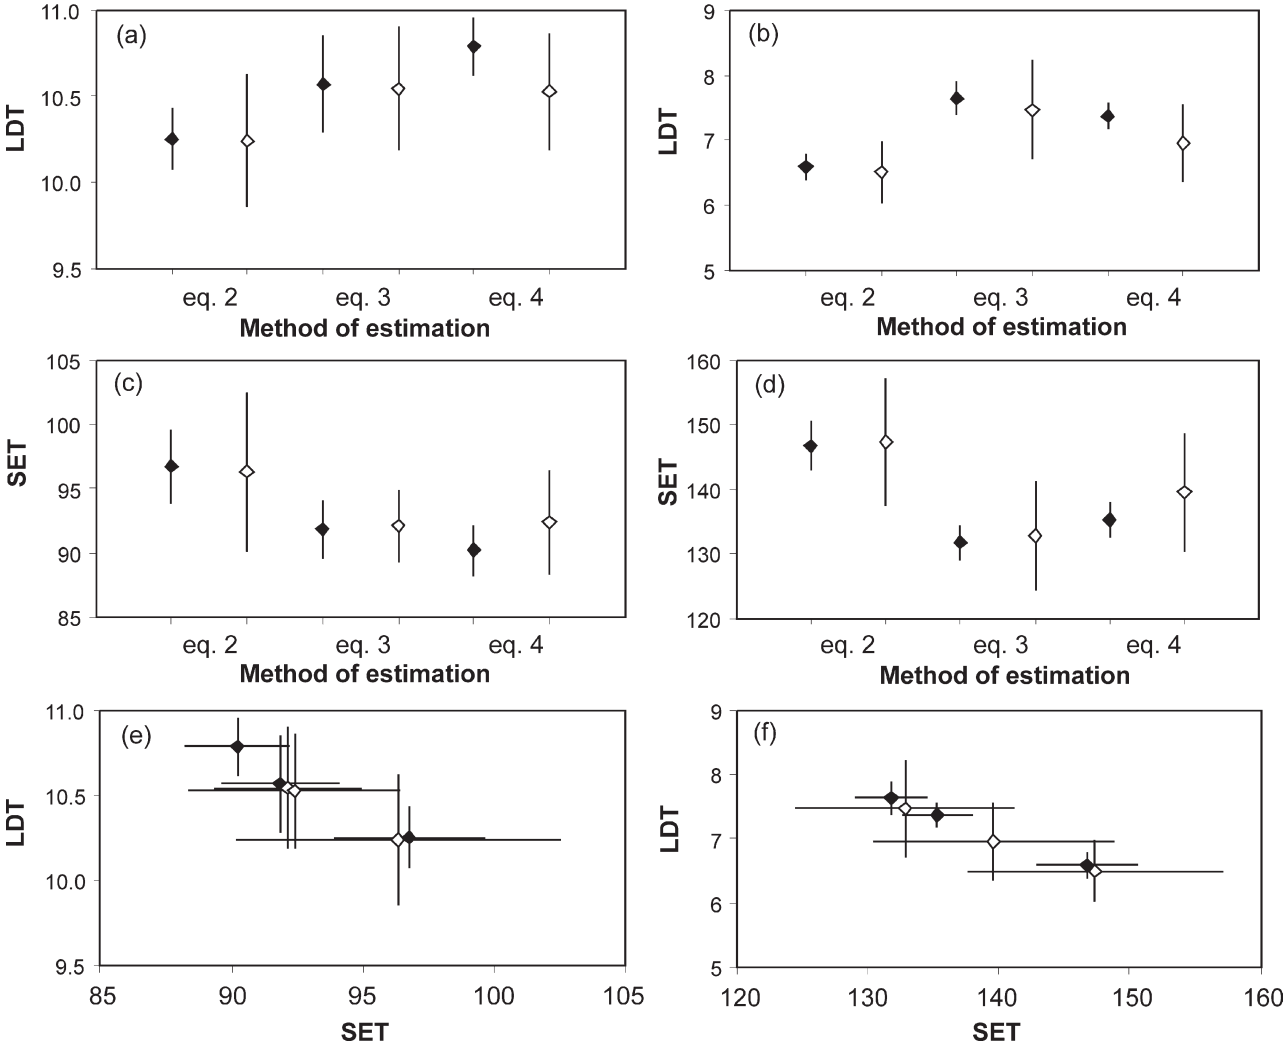 (a)
LDT
11.0
10.5
10.0
9.5
eq. 2 eq. 3 eq. 4
Method of estimation
(b)
LDT
9
8
7
6
5
eq. 2 eq. 3 eq. 4
Method of estimation
(c)
SET
105
100
95
90
85
eq. 2 eq. 3 eq. 4
Method of estimation
(d)
SET
160
150
140
130
120
eq. 2 eq. 3 eq. 4
Method of estimation
(e)
LDT
11.0
10.5
10.0
9.5
85 90 95 100 105
SET
(f)
LDT
9
8
7
6
5
120 130 140 150 160
SET